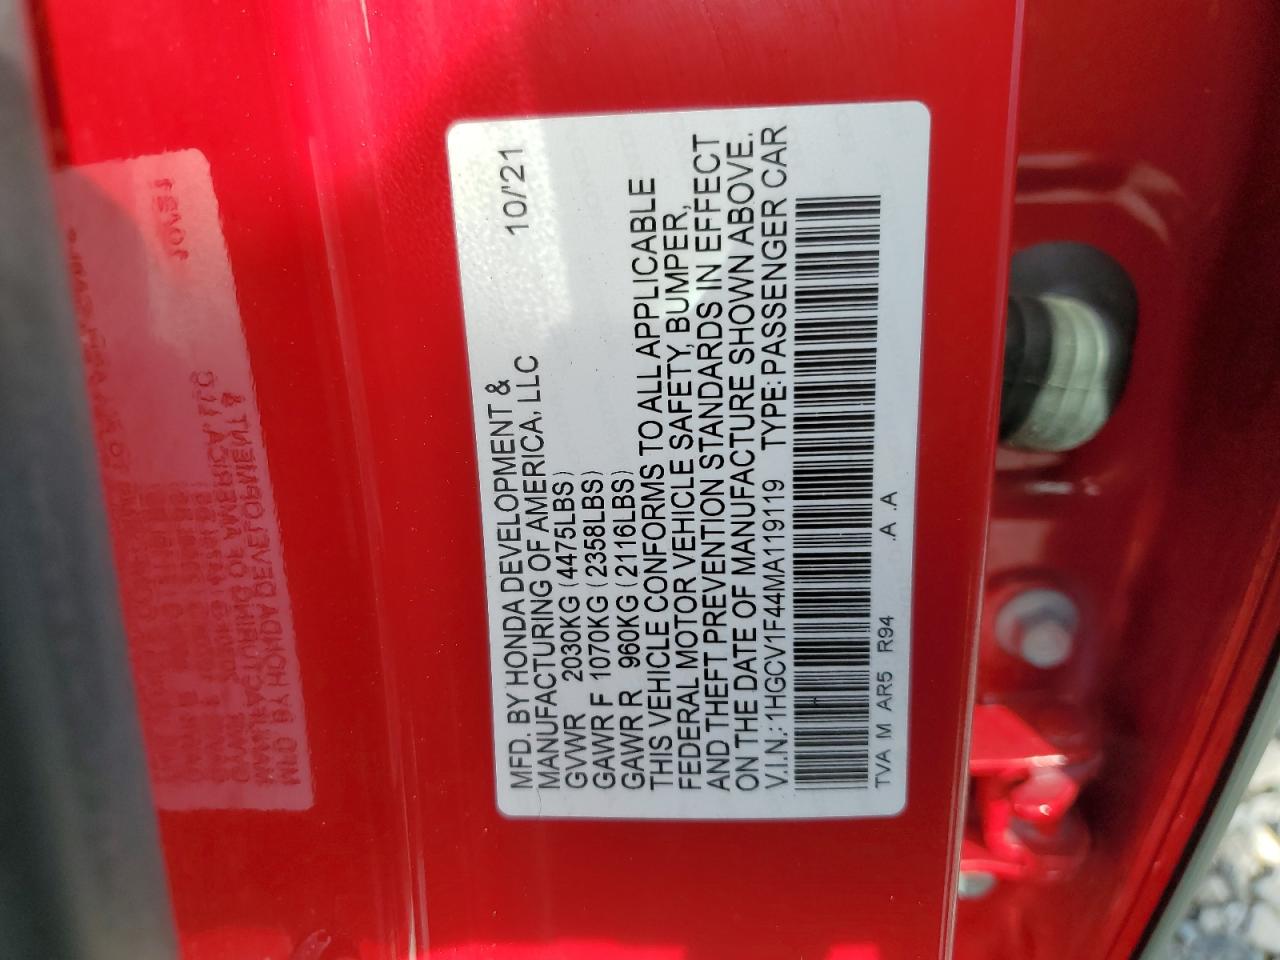 MFD. BY HONDA DEVELOPMENT &
MANUFACTURING OF AMERICA, LLC 10/'21
GVWR 2030KG (4475LBS)
GAWR F 1070KG (2358LBS)
GAWR R 960KG (2116LBS)
THIS VEHICLE CONFORMS TO ALL APPLICABLE
FEDERAL MOTOR VEHICLE SAFETY, BUMPER,
AND THEFT PREVENTION STANDARDS IN EFFECT
ON THE DATE OF MANUFACTURE SHOWN ABOVE.
V.I.N.: 1HGCV1F44MA119119 TYPE: PASSENGER CAR
TVA M AR5 R94 .A .A